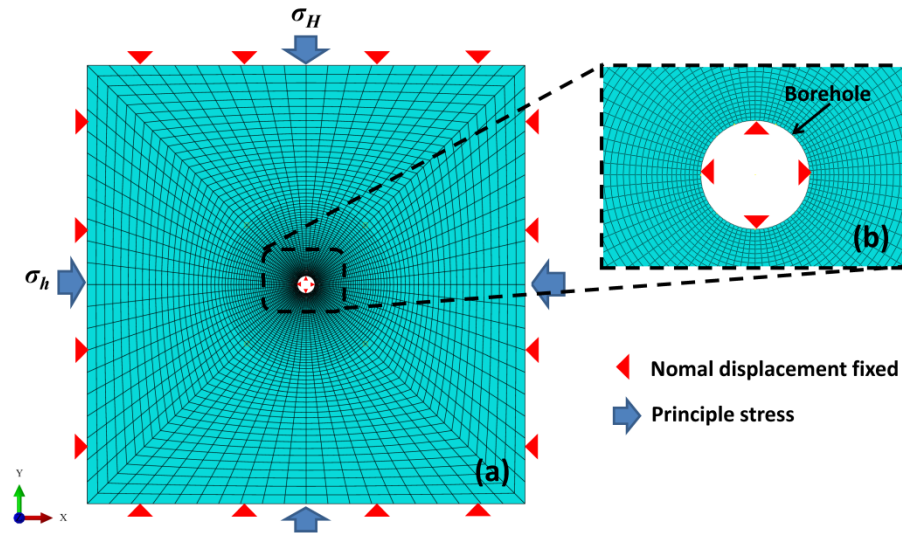 σH
Borehole
(b)
σh
Nomal displacement fixed
Principle stress
(a)
Y
X